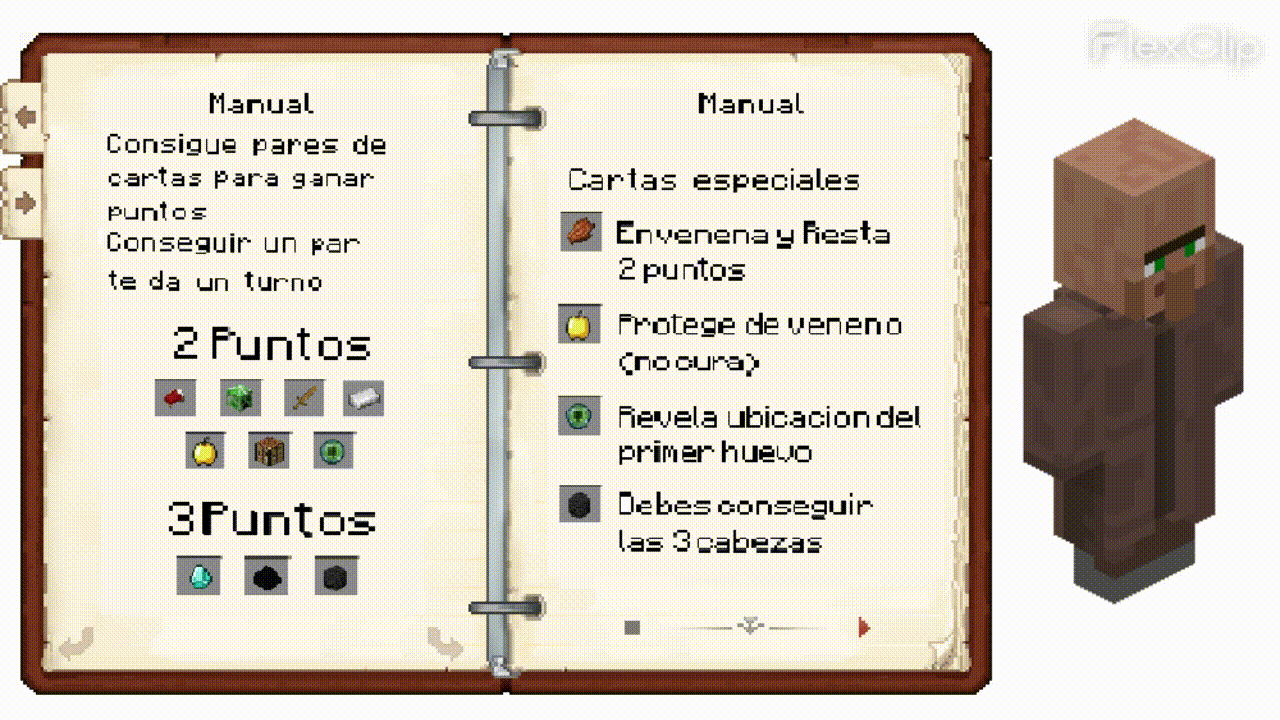 FlexClip
Manual
Consigue pares de
cartas para ganar
puntos
Conseguir un par
te da un turno
2 Puntos
3 Puntos
Manual
Cartas especiales
Envenena y Resta
2 puntos
Protege de veneno
(no cura)
Revela ubicacion del
primer huevo
Debes conseguir
las 3 cabezas